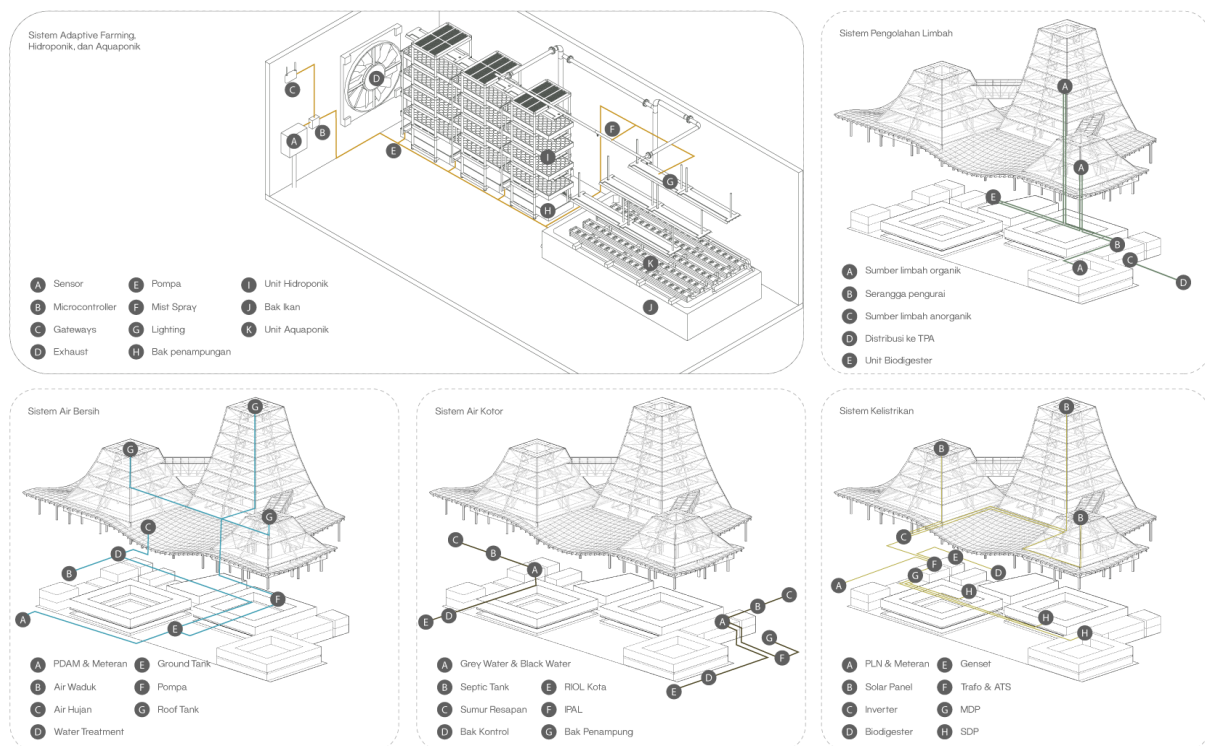 Sistem Adaptive Farming,
Hidroponik, dan Aquaponik
C
D
A
B
E
F
I
G
H
K
J
A Sensor
B Microcontroller
C Gateways
D Exhaust
E Pompa
F Mist Spray
G Lighting
H Bak penampungan
I Unit Hidroponik
J Bak Ikan
K Unit Aquaponik
Sistem Pengolahan Limbah
A
A
E
B
C
A
D
A Sumber limbah organik
B Serangga pengurai
C Sumber limbah anorganik
D Distribusi ke TPA
E Unit Biodigester
Sistem Air Bersih
G
G
G
C
D
B
F
A
E
A PDAM & Meteran
B Air Waduk
C Air Hujan
D Water Treatment
E Ground Tank
F Pompa
G Roof Tank
Sistem Air Kotor
C
B
A
E
D
C
B
A
G
F
D
E
A Grey Water & Black Water
B Septic Tank
C Sumur Resapan
D Bak Kontrol
E RIOL Kota
F IPAL
G Bak Penampung
Sistem Kelistrikan
B
B
B
C
E
F
D
G
A
H
H
H
A PLN & Meteran
B Solar Panel
C Inverter
D Biodigester
E Genset
F Trafo & ATS
G MDP
H SDP